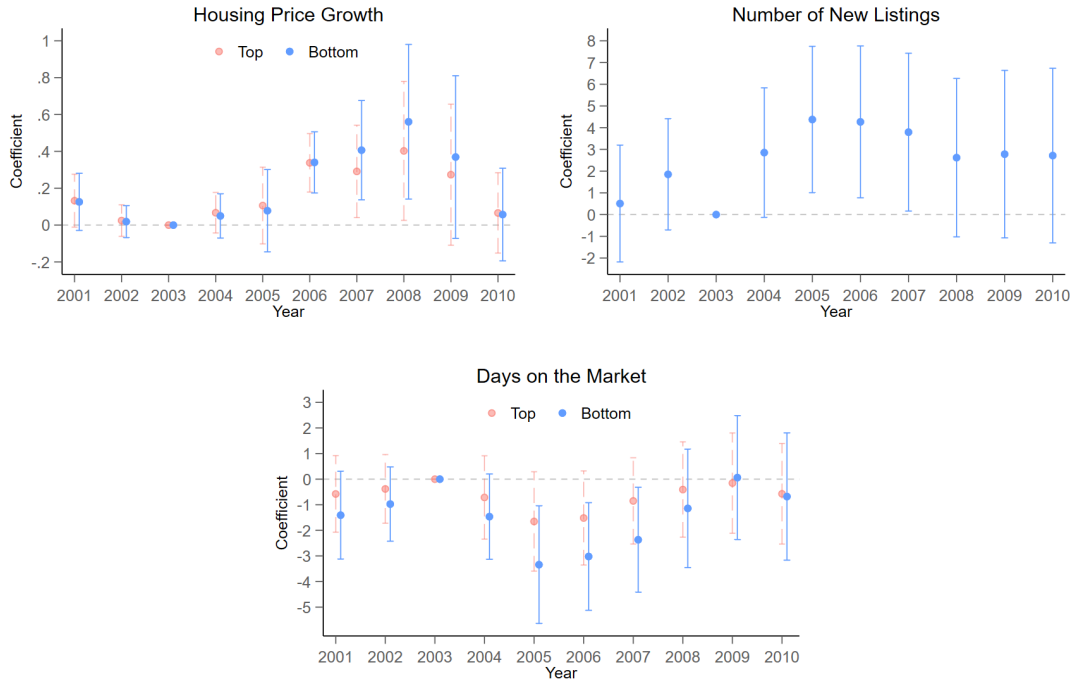 Housing Price Growth
Top
Bottom
Coefficient
1
.8
.6
.4
.2
0
-.2
2001 2002 2003 2004 2005 2006 2007 2008 2009 2010
Year
Number of New Listings
Coefficient
8
7
6
5
4
3
2
1
0
-1
-2
2001 2002 2003 2004 2005 2006 2007 2008 2009 2010
Year
Days on the Market
Top
Bottom
Coefficient
3
2
1
0
-1
-2
-3
-4
-5
2001 2002 2003 2004 2005 2006 2007 2008 2009 2010
Year